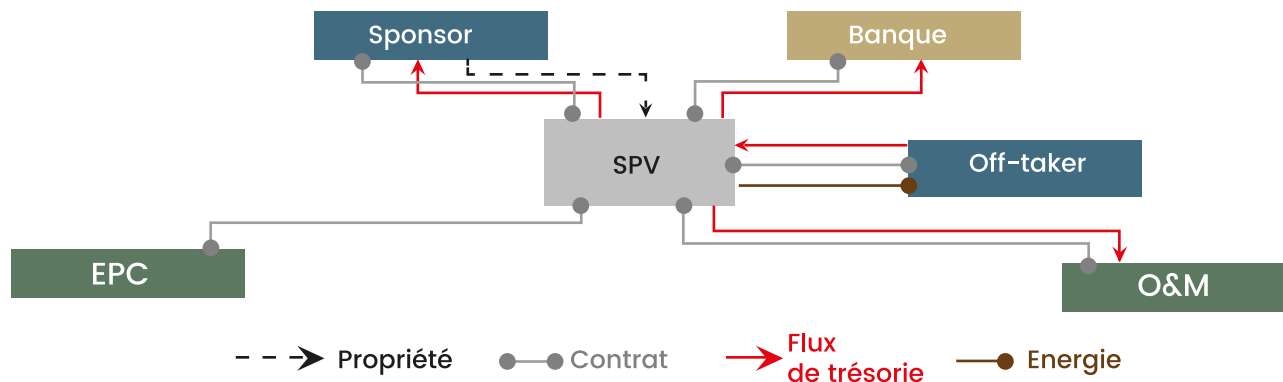 Sponsor
Banque
SPV
Off-taker
EPC
O&M
Propriété
Contrat
Flux
de trésorie
Energie